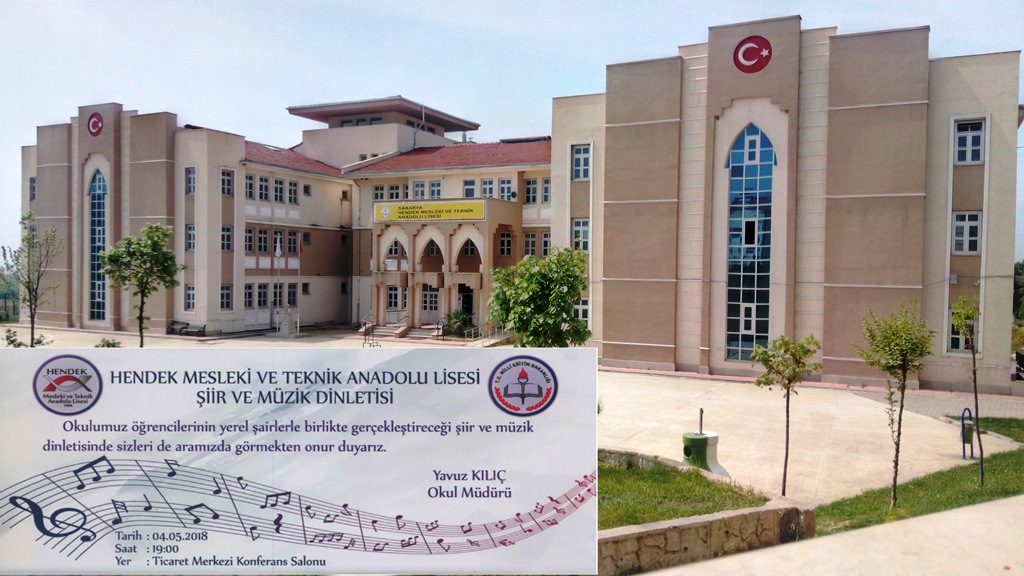 SAKARYA
HENDEK MESLEKİ VE TEKNİK
ANADOLU LİSESİ
HENDEK
Mesleki ve Teknik
Anadolu Lisesi
HENDEK MESLEKİ VE TEKNİK ANADOLU LİSESİ
ŞİİR VE MÜZİK DİNLETİSİ
T.C. MİLLİ EĞİTİM BAKANLIĞI
Okulumuz öğrencilerinin yerel şairlerle birlikte gerçekleştireceği şiir ve müzik
dinletisinde sizleri de aramızda görmekten onur duyarız.
Yavuz KILIÇ
Okul Müdürü
Tarih : 04.05.2018
Saat : 19:00
Yer : Ticaret Merkezi Konferans Salonu